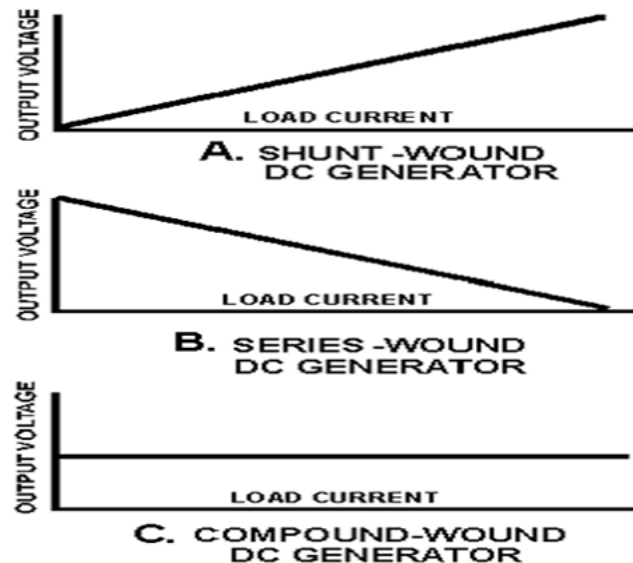 OUTPUT VOLTAGE
LOAD CURRENT
A. SHUNT -WOUND
DC GENERATOR
OUTPUT VOLTAGE
LOAD CURRENT
B. SERIES -WOUND
DC GENERATOR
OUTPUT VOLTAGE
LOAD CURRENT
C. COMPOUND-WOUND
DC GENERATOR